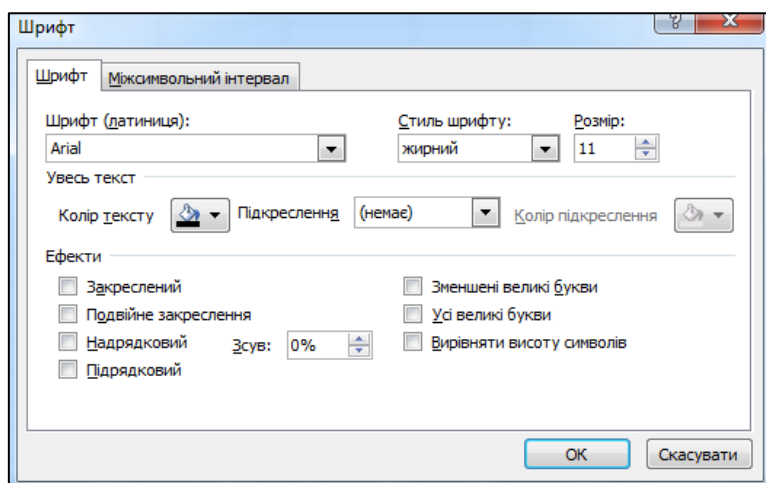 Шрифт
Шрифт Міжсимвольний інтервал
Шрифт (латиниця): Стиль шрифту: Розмір:
Arial жирний 11
Увесь текст
Колір тексту Підкреслення (немає) Колір підкреслення
Ефекти
Закреслений Зменшені великі букви
Подвійне закреслення Усі великі букви
Надрядковий Зсув: 0% Вирівняти висоту символів
Підрядковий
ОК Скасувати